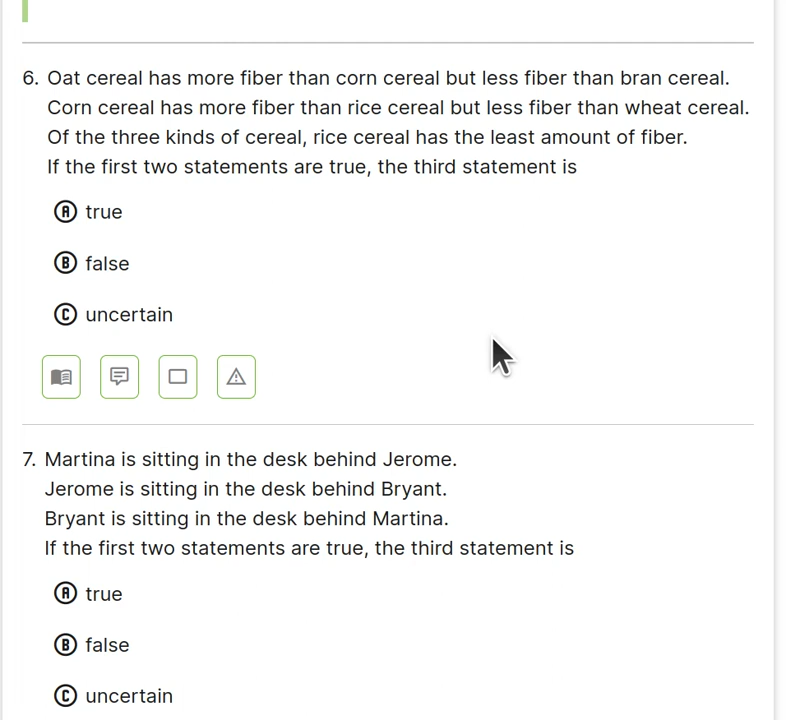 6. Oat cereal has more fiber than corn cereal but less fiber than bran cereal.
Corn cereal has more fiber than rice cereal but less fiber than wheat cereal.
Of the three kinds of cereal, rice cereal has the least amount of fiber.
If the first two statements are true, the third statement is
A true
B false
C uncertain
7. Martina is sitting in the desk behind Jerome.
Jerome is sitting in the desk behind Bryant.
Bryant is sitting in the desk behind Martina.
If the first two statements are true, the third statement is
A true
B false
C uncertain